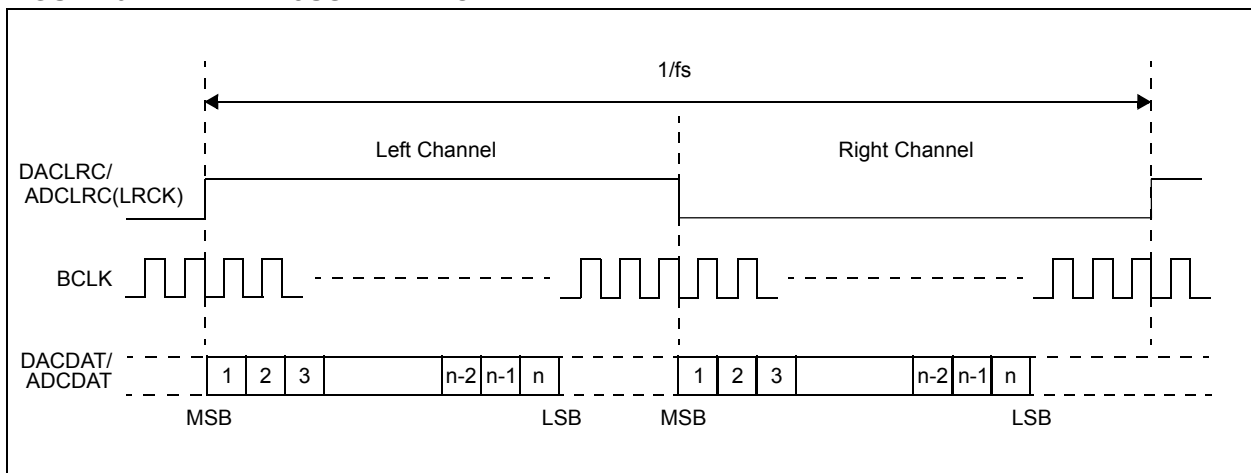 1/fs
Left Channel
Right Channel
DACLRC/
ADCLRC(LRCK)
BCLK
DACDAT/
ADCDAT
1 2 3 n-2 n-1 n 1 2 3 n-2 n-1 n
MSB LSB MSB LSB